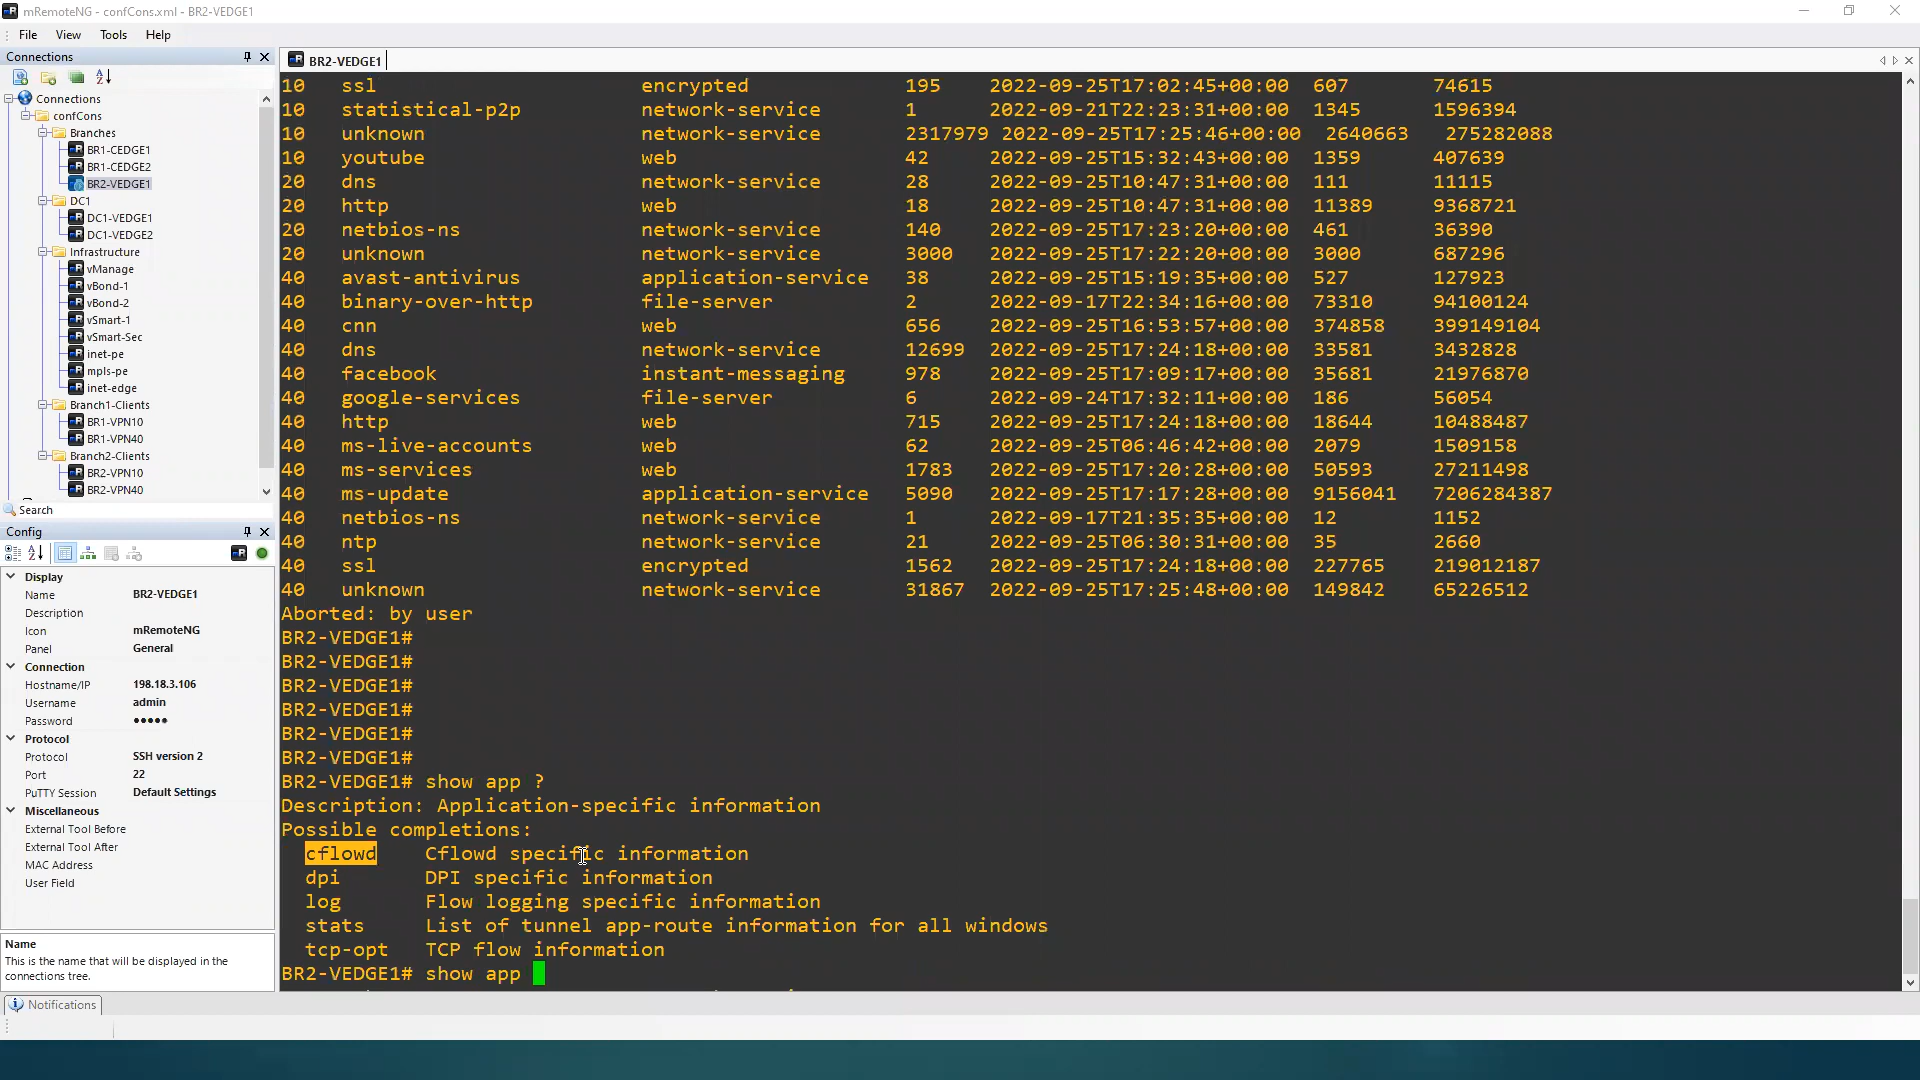 mRemoteNG - confCons.xml - BR2-VEDGE1
File View Tools Help
Connections
Connections
confCons
Branches
BR1-CEDGE1
BR1-CEDGE2
BR2-VEDGE1
DC1
DC1-VEDGE1
DC1-VEDGE2
Infrastructure
vManage
vBond-1
vBond-2
vSmart-1
vSmart-Sec
inet-pe
mpls-pe
inet-edge
Branch1-Clients
BR1-VPN10
BR1-VPN40
Branch2-Clients
BR2-VPN10
BR2-VPN40
Search
Config
Display
Name BR2-VEDGE1
Description
Icon mRemoteNG
Panel General
Connection
Hostname/IP 198.18.3.106
Username admin
Password ●●●●●
Protocol
Protocol SSH version 2
Port 22
PuTTY Session Default Settings
Miscellaneous
External Tool Before
External Tool After
MAC Address
User Field
Name
This is the name that will be displayed in the
connections tree.
Notifications
BR2-VEDGE1
10 ssl encrypted 195 2022-09-25T17:02:45+00:00 607 74615
10 statistical-p2p network-service 1 2022-09-21T22:23:31+00:00 1345 1596394
10 unknown network-service 2317979 2022-09-25T17:25:46+00:00 2640663 275282088
10 youtube web 42 2022-09-25T15:32:43+00:00 1359 407639
20 dns network-service 28 2022-09-25T10:47:31+00:00 111 11115
20 http web 18 2022-09-25T10:47:31+00:00 11389 9368721
20 netbios-ns network-service 140 2022-09-25T17:23:20+00:00 461 36390
20 unknown network-service 3000 2022-09-25T17:22:20+00:00 3000 687296
40 avast-antivirus application-service 38 2022-09-25T15:19:35+00:00 527 127923
40 binary-over-http file-server 2 2022-09-17T22:34:16+00:00 73310 94100124
40 cnn web 656 2022-09-25T16:53:57+00:00 374858 399149104
40 dns network-service 12699 2022-09-25T17:24:18+00:00 33581 3432828
40 facebook instant-messaging 978 2022-09-25T17:09:17+00:00 35681 21976870
40 google-services file-server 6 2022-09-24T17:32:11+00:00 186 56054
40 http web 715 2022-09-25T17:24:18+00:00 18644 10488487
40 ms-live-accounts web 62 2022-09-25T06:46:42+00:00 2079 1509158
40 ms-services web 1783 2022-09-25T17:20:28+00:00 50593 27211498
40 ms-update application-service 5090 2022-09-25T17:17:28+00:00 9156041 7206284387
40 netbios-ns network-service 1 2022-09-17T21:35:35+00:00 12 1152
40 ntp network-service 21 2022-09-25T06:30:31+00:00 35 2660
40 ssl encrypted 1562 2022-09-25T17:24:18+00:00 227765 219012187
40 unknown network-service 31867 2022-09-25T17:25:48+00:00 149842 65226512
Aborted: by user
BR2-VEDGE1#
BR2-VEDGE1#
BR2-VEDGE1#
BR2-VEDGE1#
BR2-VEDGE1#
BR2-VEDGE1#
BR2-VEDGE1# show app ?
Description: Application-specific information
Possible completions:
cflowd Cflowd specific information
dpi DPI specific information
log Flow logging specific information
stats List of tunnel app-route information for all windows
tcp-opt TCP flow information
BR2-VEDGE1# show app